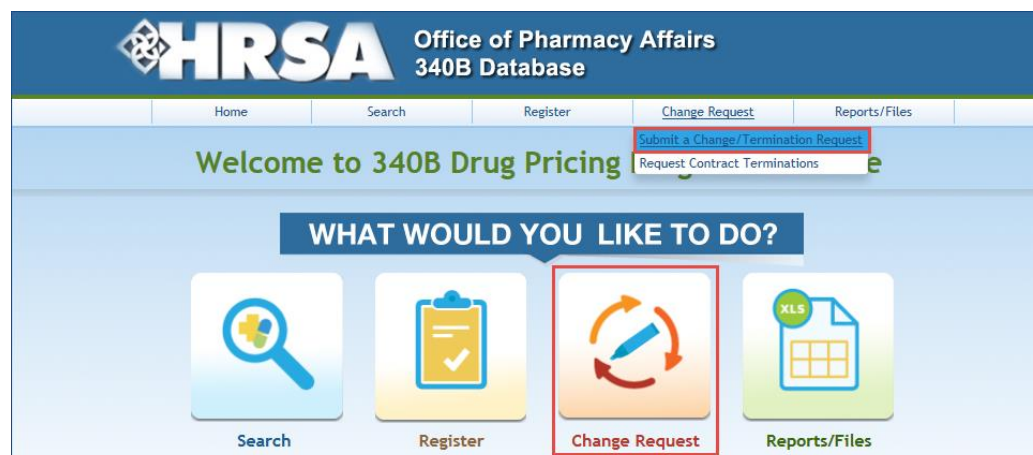 HRSA
Office of Pharmacy Affairs
340B Database
Home Search Register Change Request Reports/Files
Submit a Change/Termination Request
Request Contract Terminations
Welcome to 340B Drug Pricing
WHAT WOULD YOU LIKE TO DO?
XLS
Search Register Change Request Reports/Files